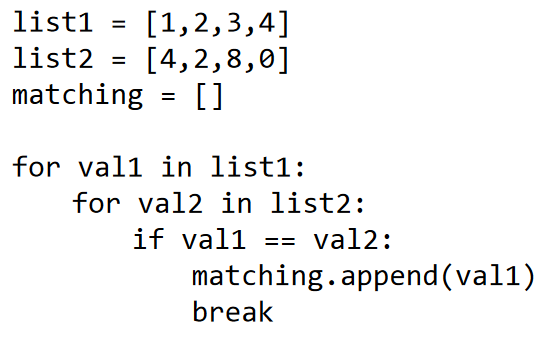 list1 = [1,2,3,4]
list2 = [4,2,8,0]
matching = []

for val1 in list1:
    for val2 in list2:
        if val1 == val2:
            matching.append(val1)
            break